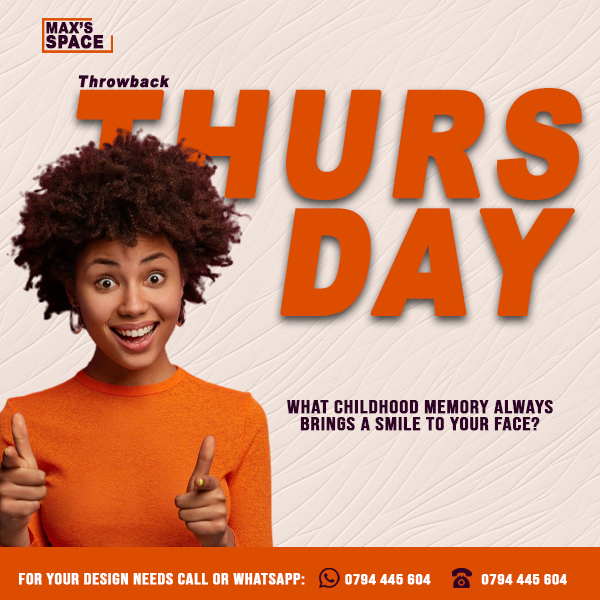 MAX'S
SPACE
Throwback
THURS
DAY
WHAT CHILDHOOD MEMORY ALWAYS
BRINGS A SMILE TO YOUR FACE?
FOR YOUR DESIGN NEEDS CALL OR WHATSAPP: 0794 445 604 0794 445 604